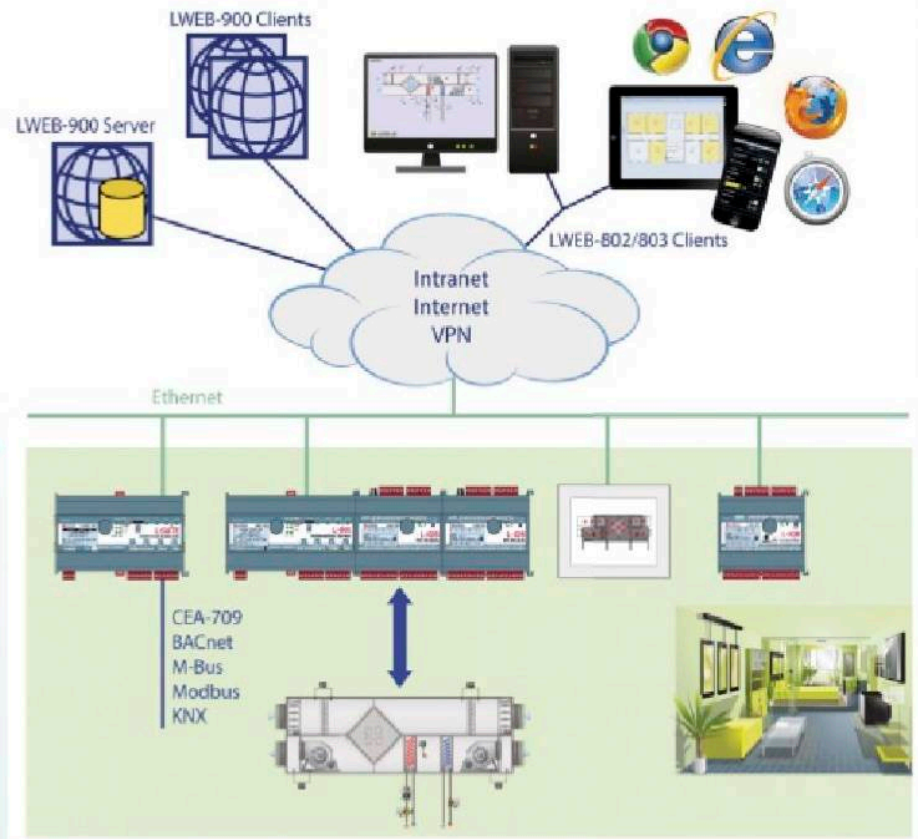 LWEB-900 Clients
LWEB-900 Server
LWEB-802/803 Clients
Intranet
Internet
VPN
Ethernet
CEA-709
BACnet
M-Bus
Modbus
KNX